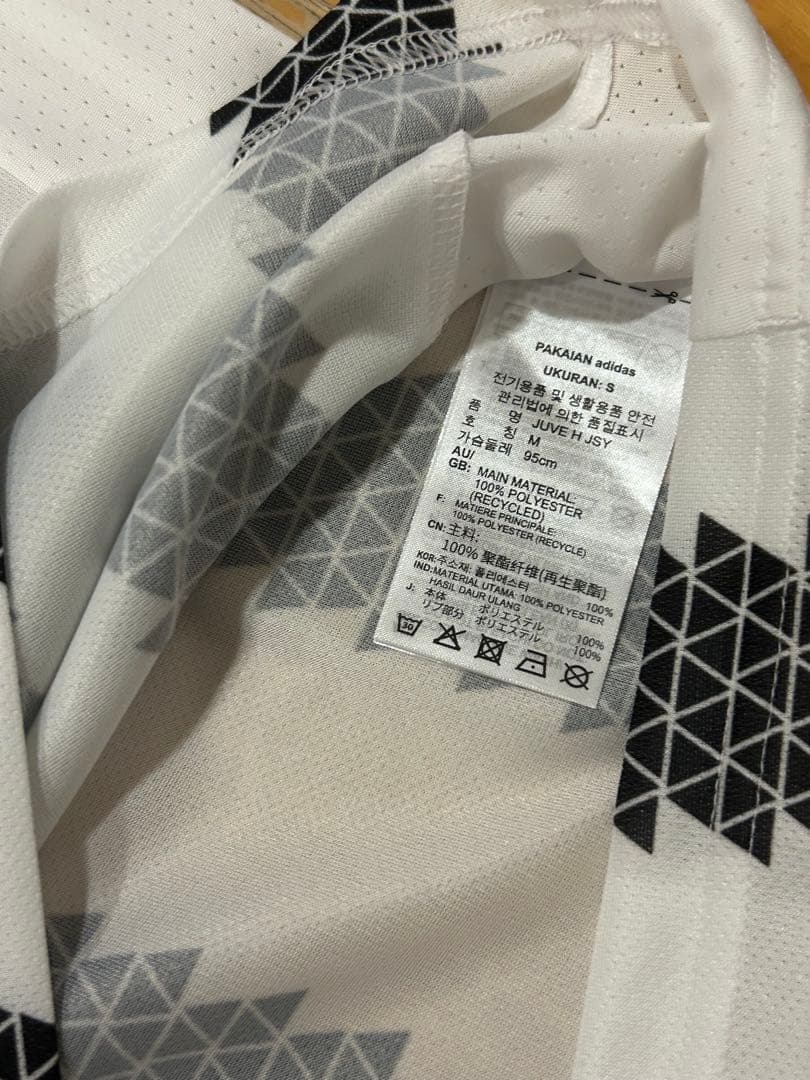 PAKAIAN adidas
UKURAN: S
전기용품 및 생활용품 안전
관리법에 의한 품질표시
품 명 JUVE H JSY
호 칭 M
가슴둘레 95cm
AU/
GB: MAIN MATERIAL:
100% POLYESTER
(RECYCLED)
F: MATIERE PRINCIPALE:
100% POLYESTER (RECYCLE)
CN: 主料:
100% 聚酯纤维(再生聚酯)
KOR: 주소재: 폴리에스터 100%
IND: MATERIAL UTAMA: 100% POLYESTER
HASIL DAUR ULANG
J: 本体 ポリエステル 100%
リブ部分 ポリエステル 100%
30